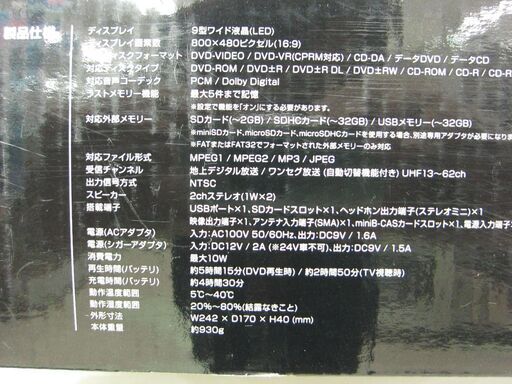 製品仕様
ディスプレイ 9型ワイド液晶(LED)
ディスプレイ画素数 800×480ピクセル(16:9)
ディスクフォーマット DVD-VIDEO / DVD-VR(CPRM対応) / CD-DA / データDVD / データCD
対応ディスクタイプ DVD-ROM / DVD±R / DVD±R DL / DVD±RW / CD-ROM / CD-R / CD-R
対応音声コーデック PCM / Dolby Digital
ラストメモリー機能 最大5件まで記憶
※設定で機能を「オン」にする必要があります。
対応外部メモリー SDカード(~2GB) / SDHCカード(~32GB) / USBメモリー(~32GB)
※miniSDカード,microSDカード,microSDHCカードを使用する場合,別途専用アダプタが必要になりま
※FATまたはFAT32でフォーマットされた外部メモリーのみ対応
対応ファイル形式 MPEG1 / MPEG2 / MP3 / JPEG
受信チャンネル 地上デジタル放送 / ワンセグ放送 (自動切替機能付き) UHF13~62ch
出力信号方式 NTSC
スピーカー 2chステレオ(1W×2)
搭載端子 USBポート×1、SDカードスロット×1、ヘッドホン出力端子(ステレオミニ)×1
映像出力端子×1、アンテナ入力端子(SMA)×1、miniB-CASカードスロット×1、電源
電源(ACアダプタ) 入力:AC100V 50/60Hz、出力:DC9V / 1.6A
電源(シガーアダプタ) 入力:DC12V / 2A (※24V車不可)、出力:DC9V / 1.5A
消費電力 最大10W
再生時間(バッテリ) 約5時間15分(DVD再生時) / 約2時間50分(TV視聴時)
充電時間(バッテリ) 約4時間30分
動作温度範囲 5℃~40℃
動作湿度範囲 20%~80%(結露なきこと)
外形寸法 W242 × D170 × H40 (mm)
本体重量 約930g